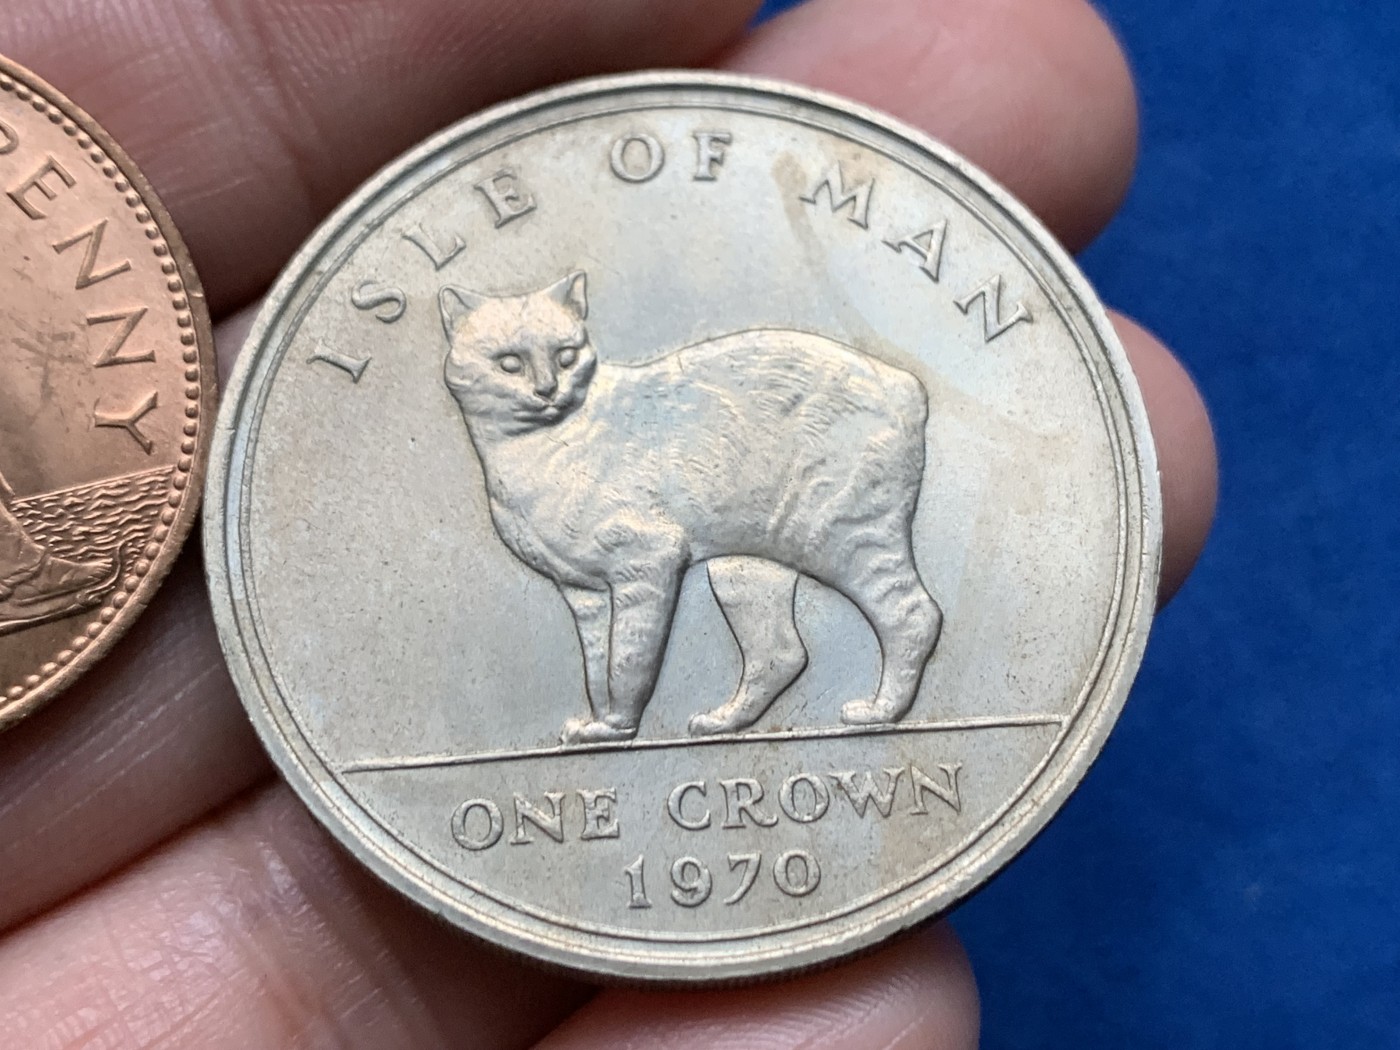 PENNY
ISLE OF MAN
ONE CROWN
1970